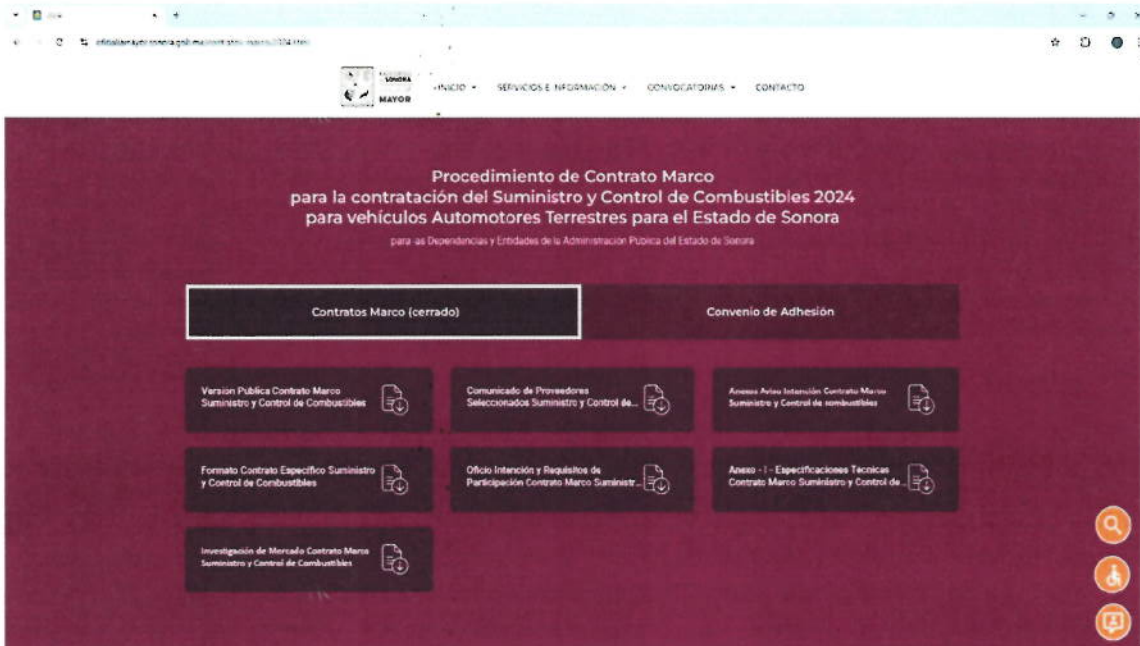 SONORA
MAYOR
INICIO
SERVICIOS E INFORMACIÓN
CONVOCATORIAS
CONTACTO
Procedimiento de Contrato Marco
para la contratación del Suministro y Control de Combustibles 2024
para vehículos Automotores Terrestres para el Estado de Sonora
para las Dependencias y Entidades de la Administración Pública del Estado de Sonora
Contratos Marco (cerrado)
Convenio de Adhesión
Versión Publica Contrato Marco
Suministro y Control de Combustibles
Comunicado de Proveedores
Seleccionados Suministro y Control de...
Anexos Aviso Intención Contrato Marco
Suministro y Control de combustibles
Formato Contrato Específico Suministro
y Control de Combustibles
Oficio Intención y Requisitos de
Participación Contrato Marco Suministr...
Anexo - I - Especificaciones Técnicas
Contrato Marco Suministro y Control de...
Investigación de Mercado Contrato Marco
Suministro y Control de Combustibles